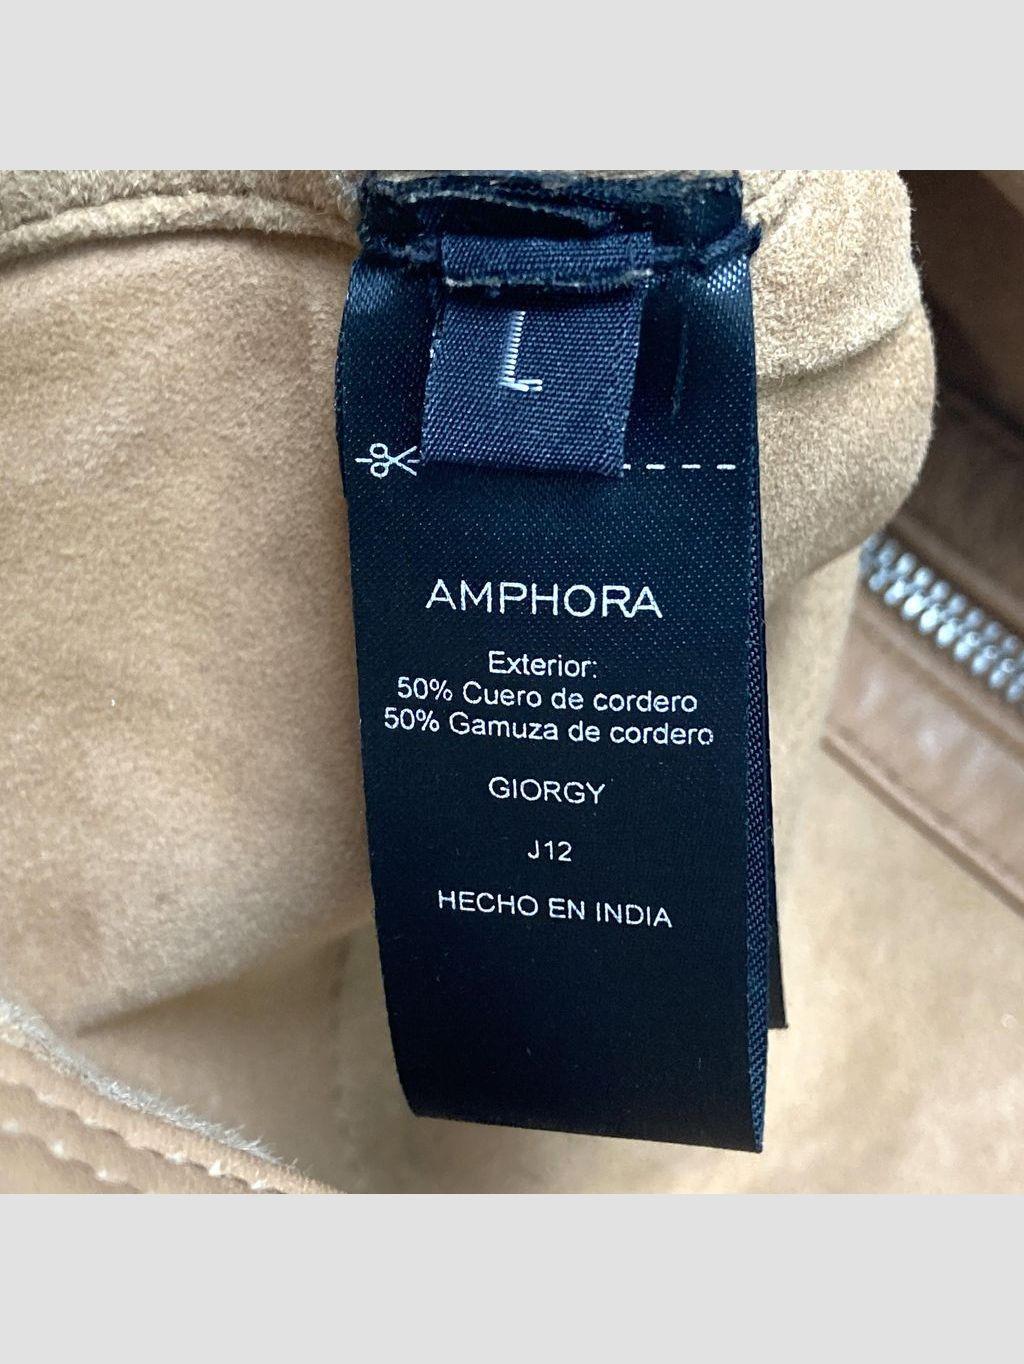 L
AMPHORA
Exterior:
50% Cuero de cordero
50% Gamuza de cordero
GIORGY
J12
HECHO EN INDIA